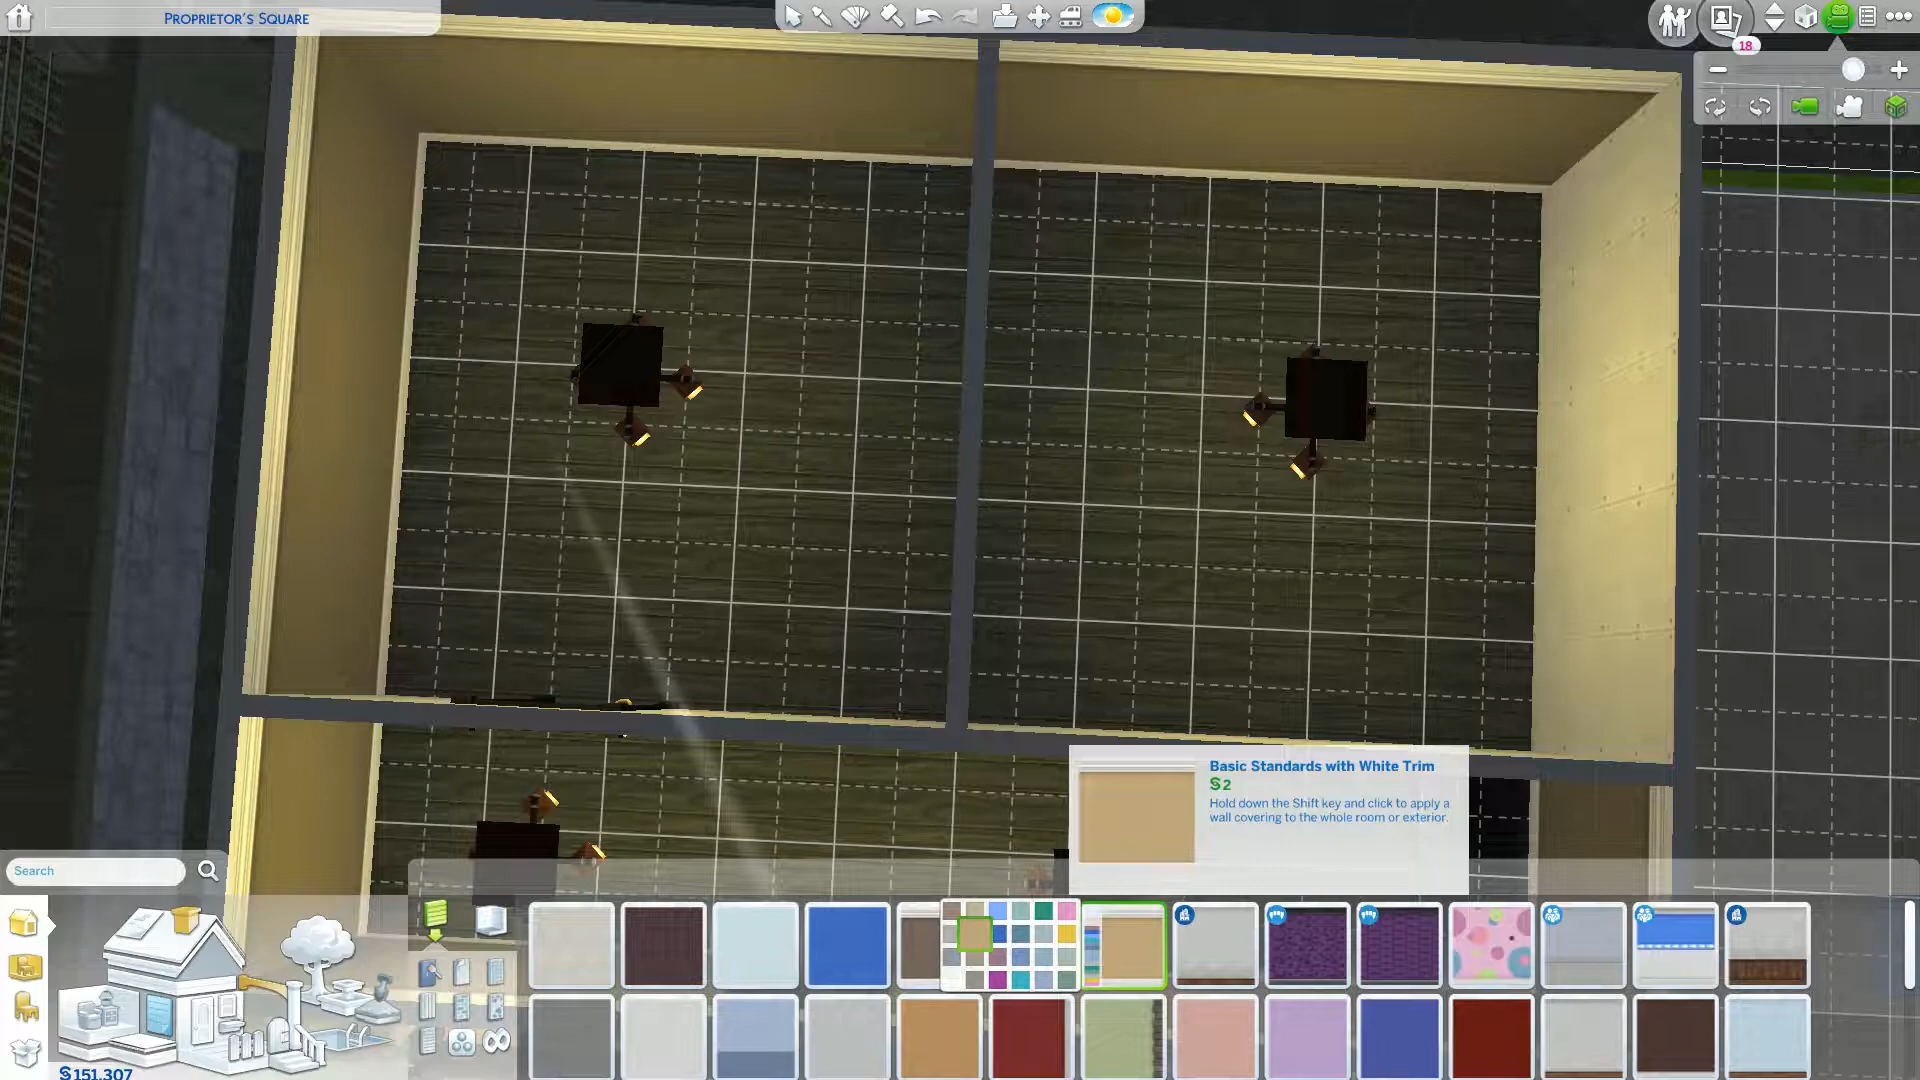 PROPRIETOR'S SQUARE
18
Basic Standards with White Trim
§2
Hold down the Shift key and click to apply a
wall covering to the whole room or exterior.
Search
§151,307